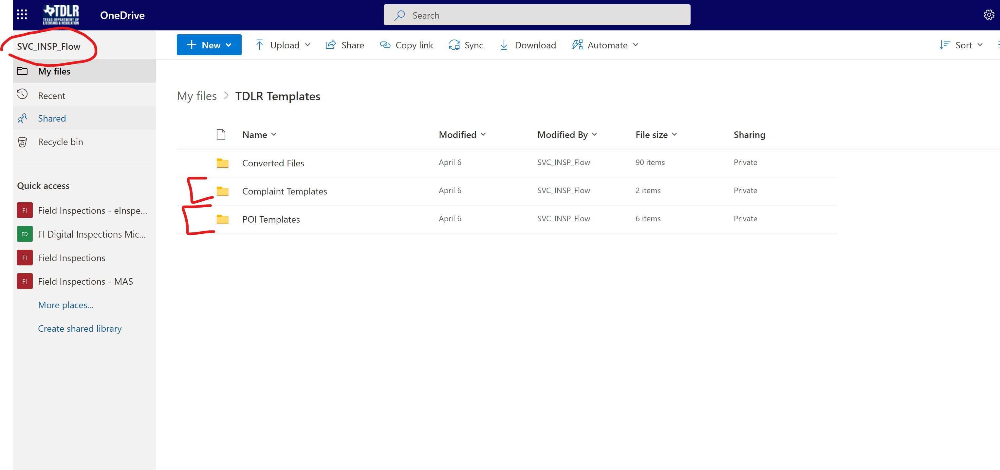 TDLR
TEXAS DEPARTMENT OF
LICENSING & REGULATION
OneDrive
Search
SVC_INSP_Flow
New
Upload
Share
Copy link
Sync
Download
Automate
Sort
My files
Recent
Shared
Recycle bin
Quick access
FI Field Inspections - eInspe...
FD FI Digital Inspections Mic...
FI Field Inspections
FI Field Inspections - MAS
More places...
Create shared library
My files > TDLR Templates
Name Modified Modified By File size Sharing
Converted Files April 6 SVC_INSP_Flow 90 items Private
Complaint Templates April 6 SVC_INSP_Flow 2 items Private
POI Templates April 6 SVC_INSP_Flow 6 items Private